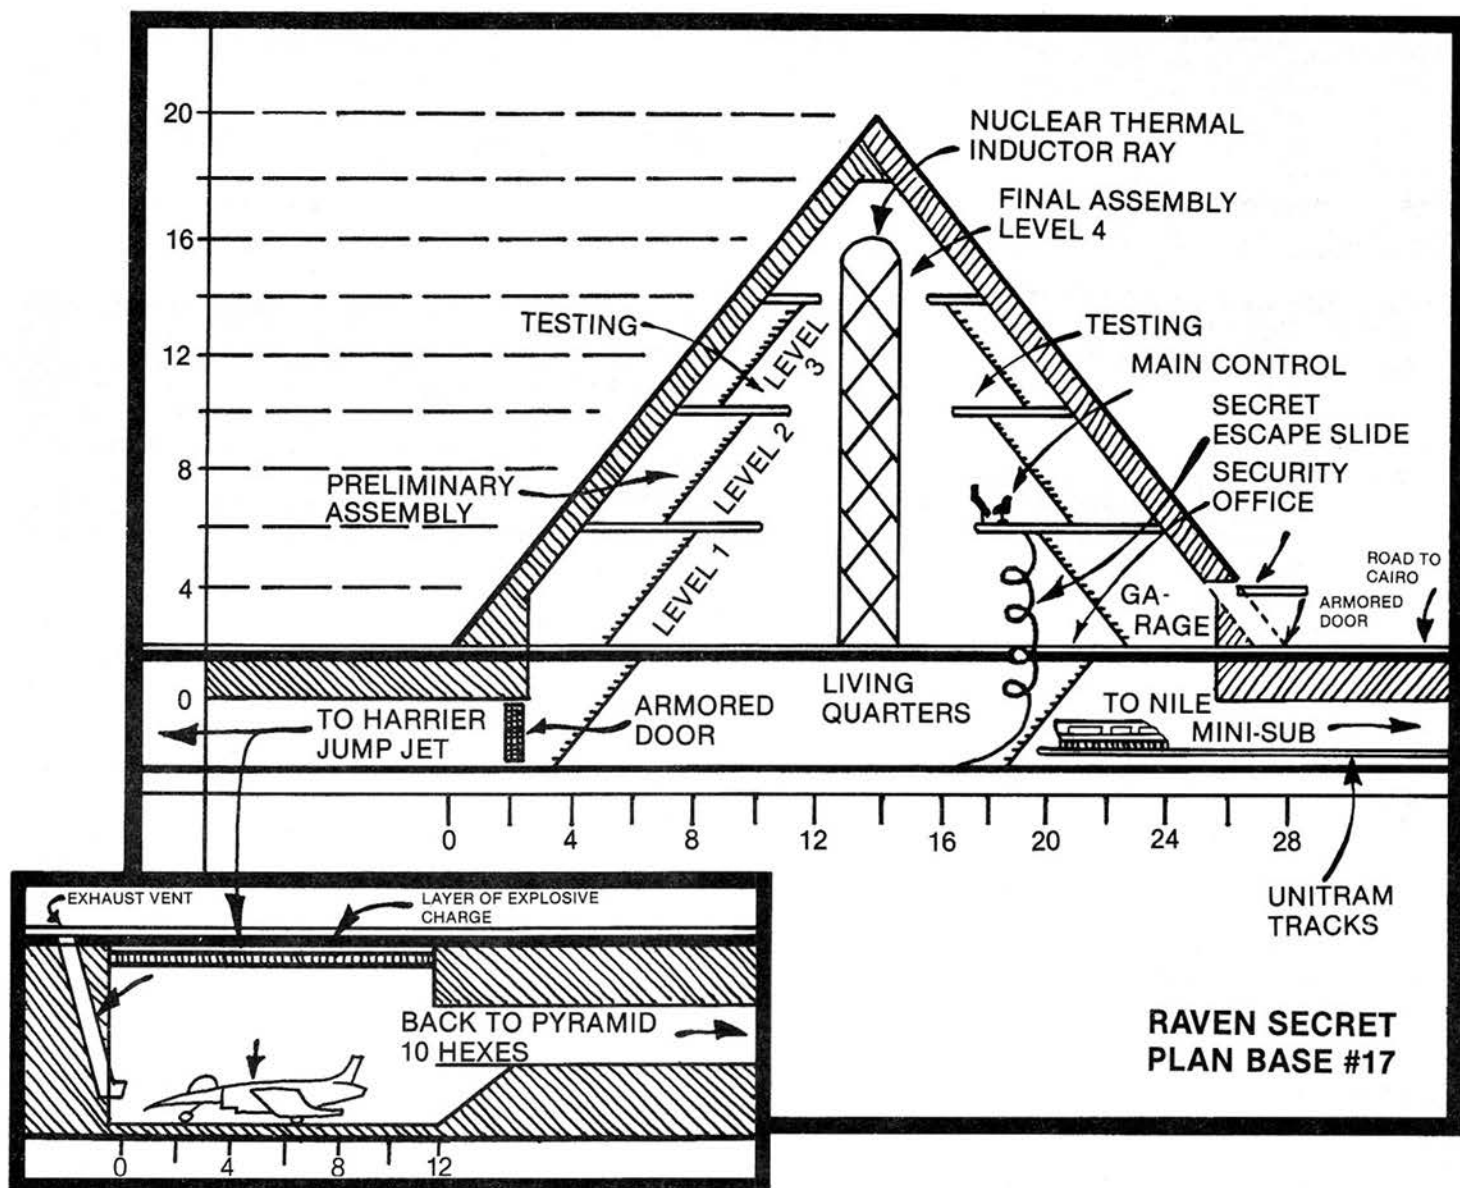 20
16
12
8
4
0
NUCLEAR THERMAL
INDUCTOR RAY
FINAL ASSEMBLY
LEVEL 4
TESTING
LEVEL
3
TESTING
MAIN CONTROL
SECRET
ESCAPE SLIDE
SECURITY
OFFICE
PRELIMINARY
ASSEMBLY
LEVEL 2
LEVEL 1
GA-
RAGE
ROAD TO
CAIRO
ARMORED
DOOR
TO HARRIER
JUMP JET
ARMORED
DOOR
LIVING
QUARTERS
TO NILE
MINI-SUB
0
4
8
12
16
20
24
28
UNITRAM
TRACKS
EXHAUST VENT
LAYER OF EXPLOSIVE
CHARGE
BACK TO PYRAMID
10 HEXES
0
4
8
12
RAVEN SECRET
PLAN BASE #17